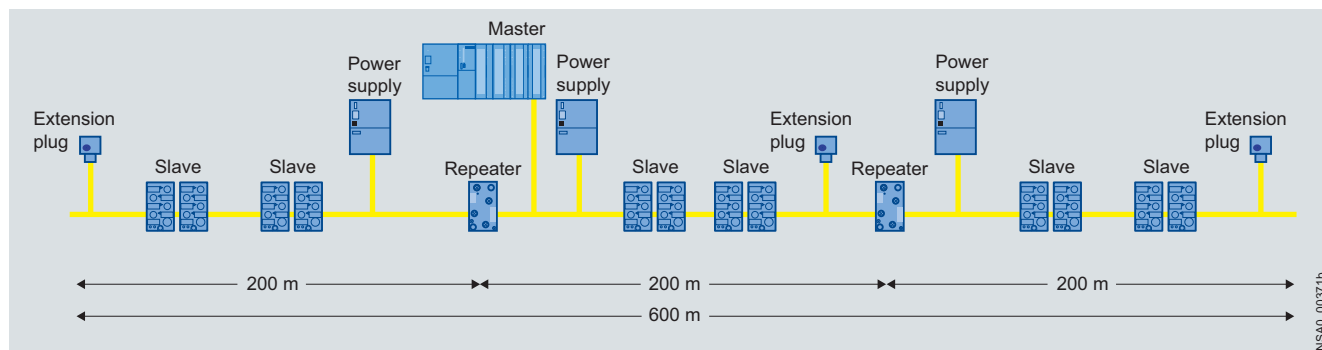 Master
Power
supply
Power
supply
Power
supply
Extension
plug
Extension
plug
Extension
plug
Slave
Slave
Repeater
Slave
Slave
Repeater
Slave
Slave
200 m
200 m
200 m
600 m
NSA0_00371h